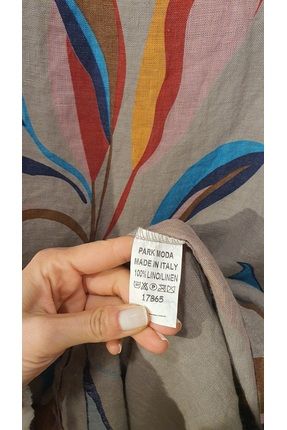 PARK MODA
MADE IN ITALY
100% LINO/LINEN
17865